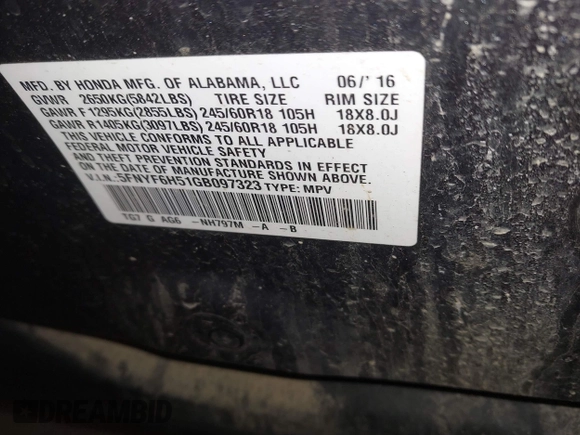 MFD. BY HONDA MFG. OF ALABAMA, LLC 06/' 16
GVWR 2650KG(5842LBS) TIRE SIZE RIM SIZE
GAWR F 1295KG(2855LBS) 245/60R18 105H 18X8.0J
GAWR R 1405KG(3097LBS) 245/60R18 105H 18X8.0J
THIS VEHICLE CONFORMS TO ALL APPLICABLE
FEDERAL MOTOR VEHICLE SAFETY
AND THEFT PREVENTION STANDARDS IN EFFECT
ON THE DATE OF MANUFACTURE SHOWN ABOVE.
V.I.N.:5FNYF6H51GB097323 TYPE: MPV
TG7 G AG6 -NH797M -A -B
DREAMBID